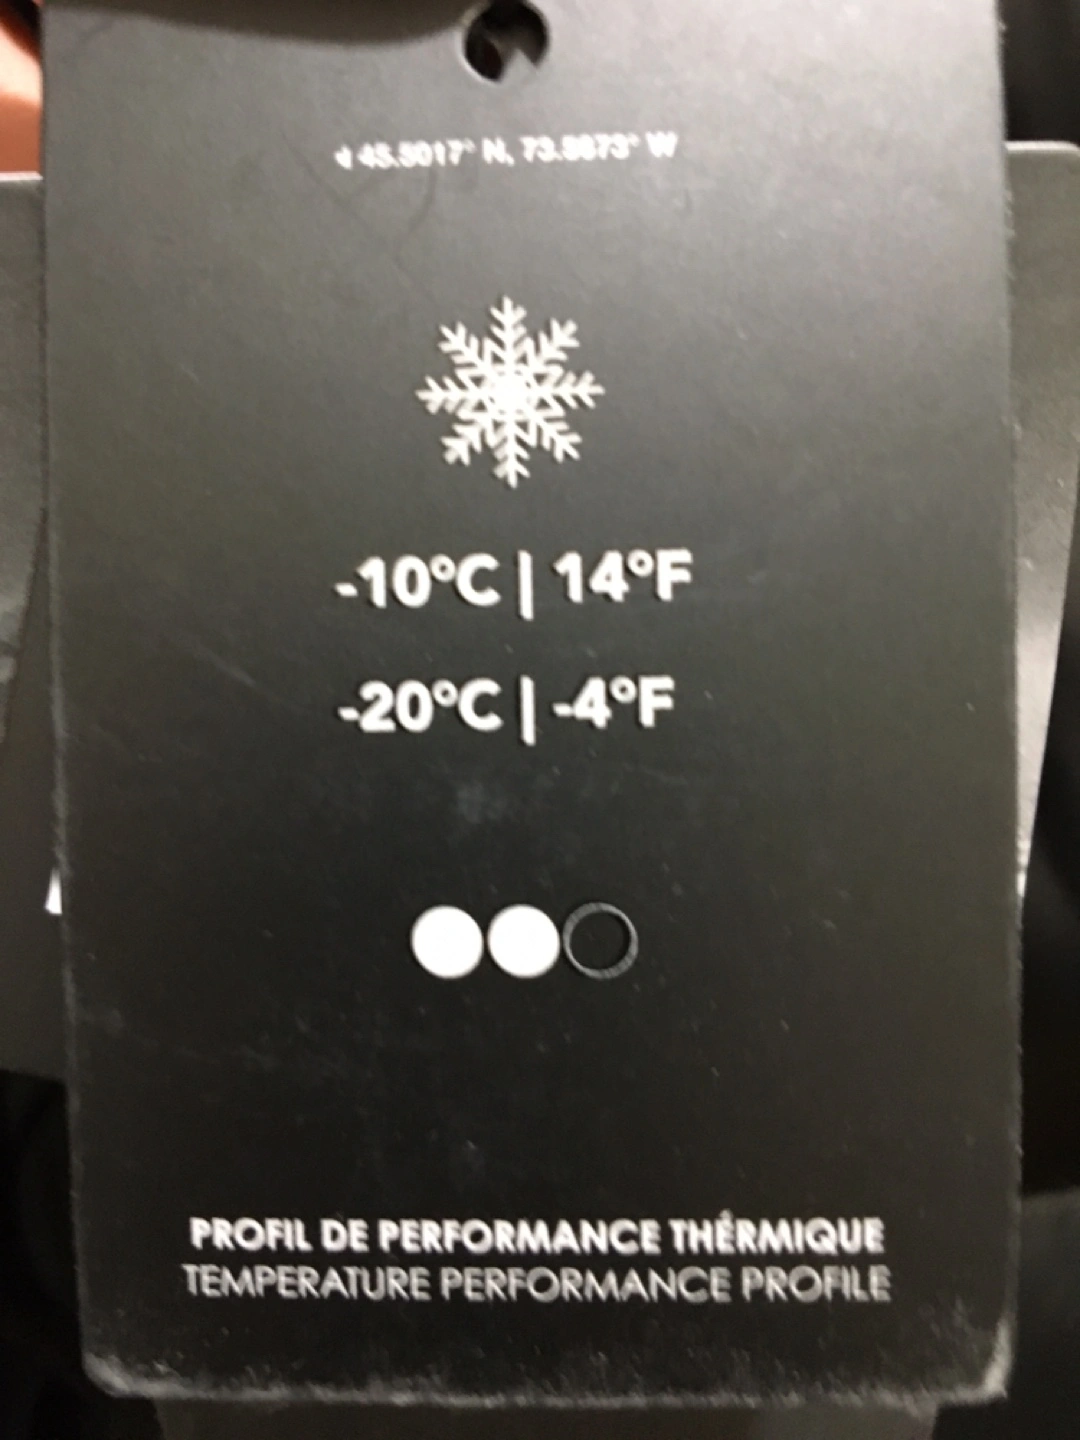 45.5017° N, 73.5673° W
-10°C | 14°F
-20°C | -4°F
PROFIL DE PERFORMANCE THÉRMIQUE
TEMPERATURE PERFORMANCE PROFILE